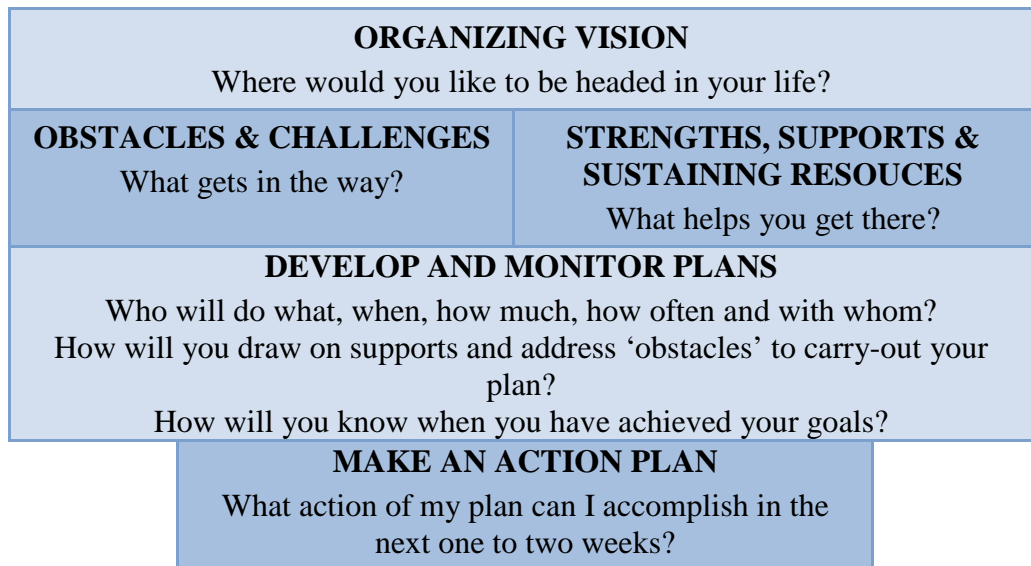 ORGANIZING VISION
Where would you like to be headed in your life?
OBSTACLES & CHALLENGES
What gets in the way?
STRENGTHS, SUPPORTS &
SUSTAINING RESOUCES
What helps you get there?
DEVELOP AND MONITOR PLANS
Who will do what, when, how much, how often and with whom?
How will you draw on supports and address ‘obstacles’ to carry-out your
plan?
How will you know when you have achieved your goals?
MAKE AN ACTION PLAN
What action of my plan can I accomplish in the
next one to two weeks?